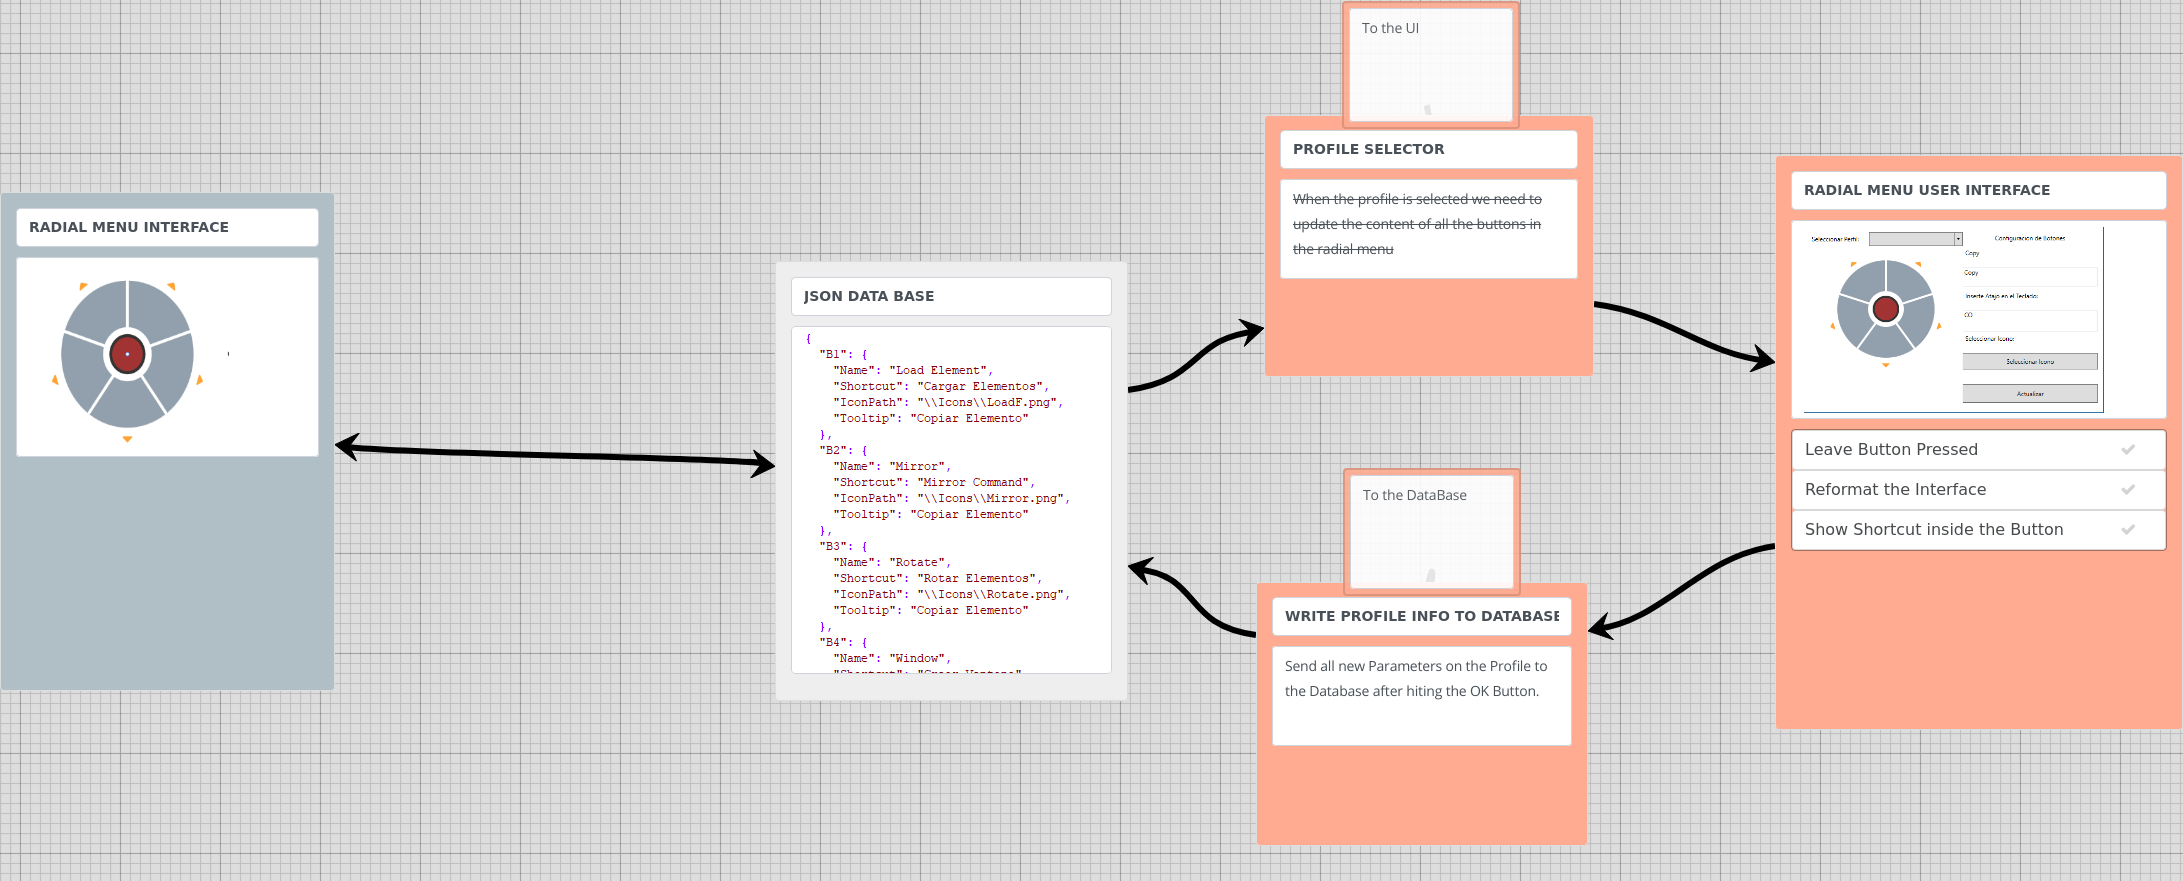 RADIAL MENU INTERFACE
JSON DATA BASE
{
"B1": {
"Name": "Load Element",
"Shortcut": "Cargar Elementos",
"IconPath": "\\Icons\\LoadF.png",
"Tooltip": "Copiar Elemento"
},
"B2": {
"Name": "Mirror",
"Shortcut": "Mirror Command",
"IconPath": "\\Icons\\Mirror.png",
"Tooltip": "Copiar Elemento"
},
"B3": {
"Name": "Rotate",
"Shortcut": "Rotar Elementos",
"IconPath": "\\Icons\\Rotate.png",
"Tooltip": "Copiar Elemento"
},
"B4": {
"Name": "Window",
To the UI
PROFILE SELECTOR
When the profile is selected we need to
update the content of all the buttons in
the radial menu
To the DataBase
WRITE PROFILE INFO TO DATABASE
Send all new Parameters on the Profile to
the Database after hiting the OK Button.
RADIAL MENU USER INTERFACE
Seleccionar Perfil:
Configuracion de Botones
Copy
Copy
Inserte Atajo en el Teclado:
CO
Seleccionar Icono:
Seleccionar Icono
Actualizar
Leave Button Pressed
Reformat the Interface
Show Shortcut inside the Button